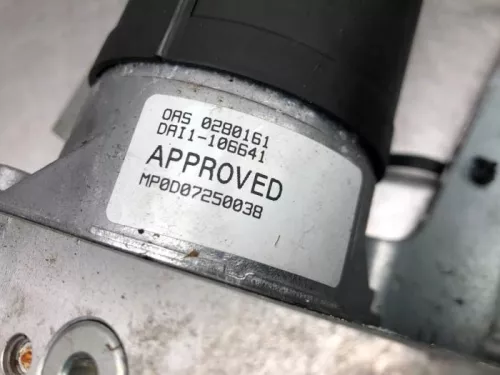 OAS 0280161
DAI1-106641
APPROVED
MP0D07250038